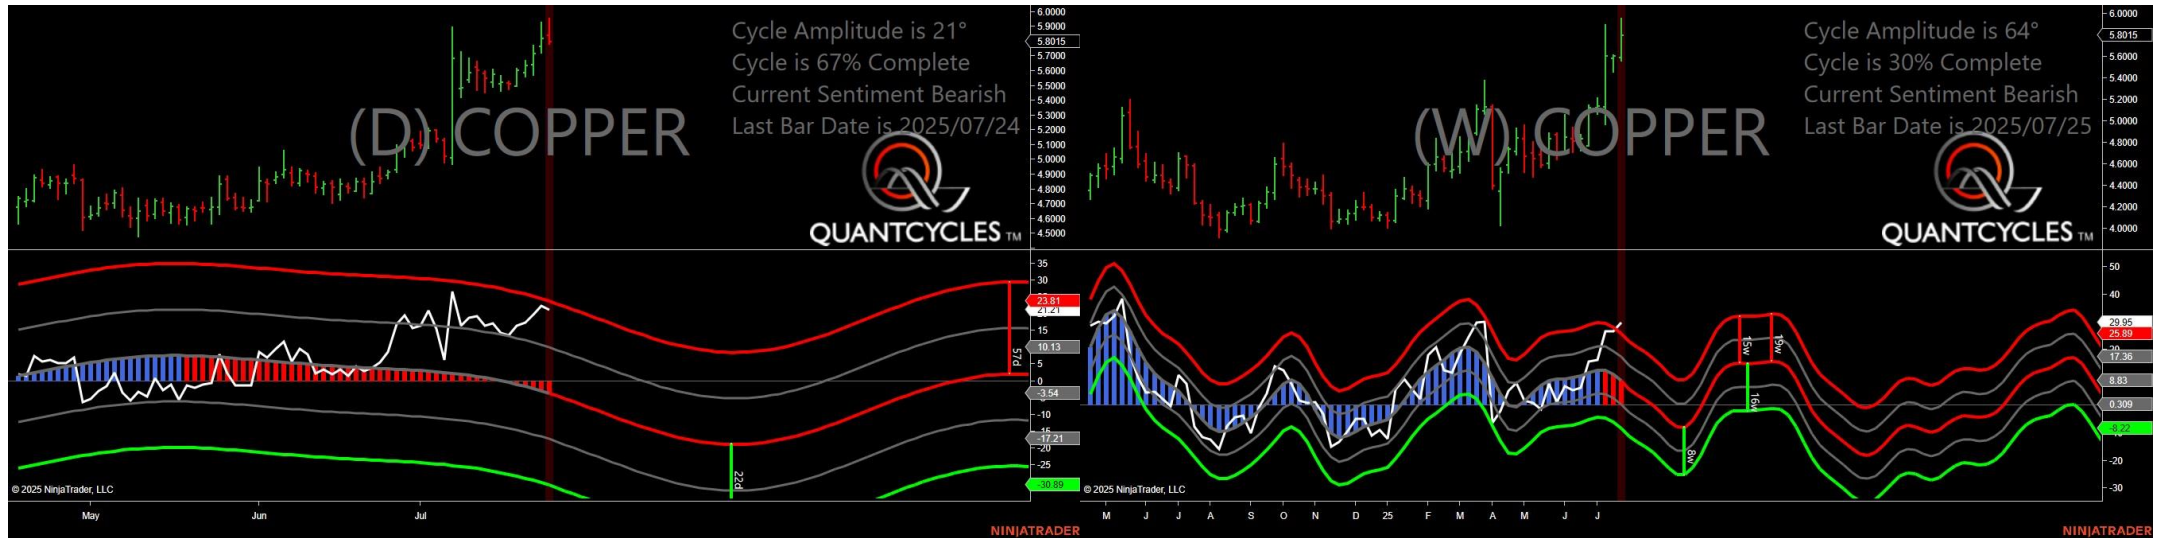 Cycle Amplitude is 21°
Cycle is 67% Complete
Current Sentiment Bearish
Last Bar Date is 2025/07/24
(D) COPPER
QUANTCYCLES TM
6.0000
5.9000
5.8015
5.7000
5.6000
5.5000
5.4000
5.3000
5.2000
5.1000
5.0000
4.9000
4.8000
4.7000
4.6000
4.5000
35
30
23.81
21.21
15
10.13
5
0
-3.54
-10
-17.21
-20
-25
-30.89
57d
22d
© 2025 NinjaTrader, LLC
May Jun Jul
NINJATRADER
Cycle Amplitude is 64°
Cycle is 30% Complete
Current Sentiment Bearish
Last Bar Date is 2025/07/25
(W) COPPER
QUANTCYCLES TM
6.0000
5.8015
5.6000
5.4000
5.2000
5.0000
4.8000
4.6000
4.4000
4.2000
4.0000
50
40
29.95
25.89
17.36
8.83
0.309
-8.22
-20
-30
15w
19w
16w
8w
© 2025 NinjaTrader, LLC
M J J A S O N D 25 F M A M J J
NINJATRADER